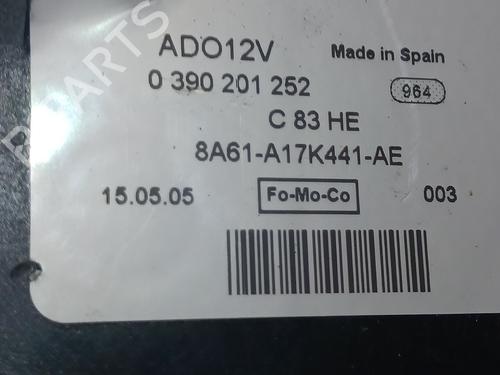 ADO12V
Made in Spain
0 390 201 252
964
C 83 HE
8A61-A17K441-AE
15.05.05
Fo-Mo-Co
003
PARTS